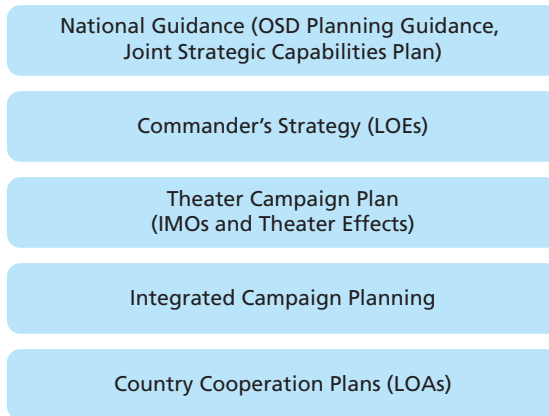 National Guidance (OSD Planning Guidance,
Joint Strategic Capabilities Plan)
Commander’s Strategy (LOEs)
Theater Campaign Plan
(IMOs and Theater Effects)
Integrated Campaign Planning
Country Cooperation Plans (LOAs)